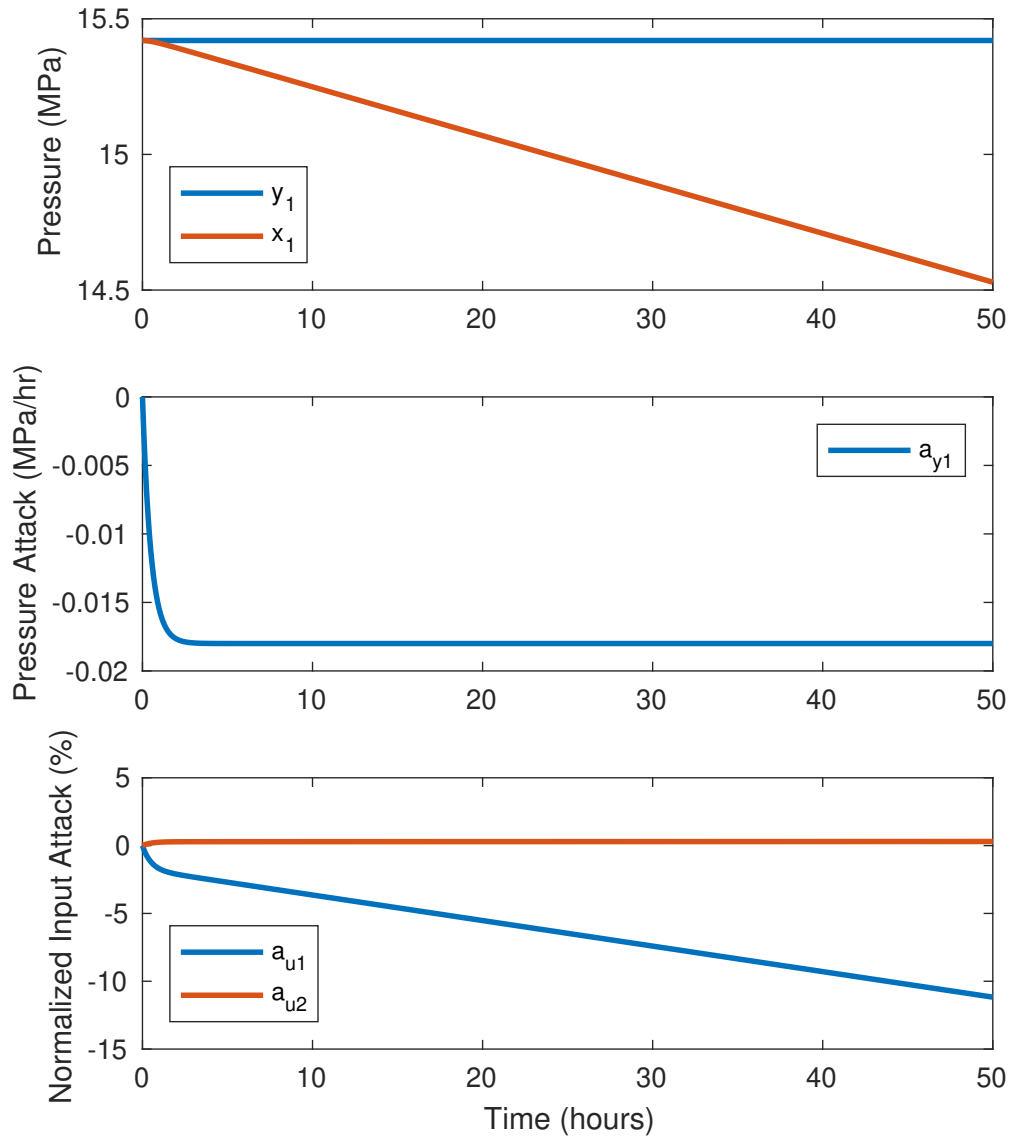 Pressure (MPa)
15.5
15
14.5
y1
x1
0 10 20 30 40 50
Pressure Attack (MPa/hr)
0
-0.005
-0.01
-0.015
-0.02
ay1
0 10 20 30 40 50
Normalized Input Attack (%)
5
0
-5
-10
-15
au1
au2
0 10 20 30 40 50
Time (hours)